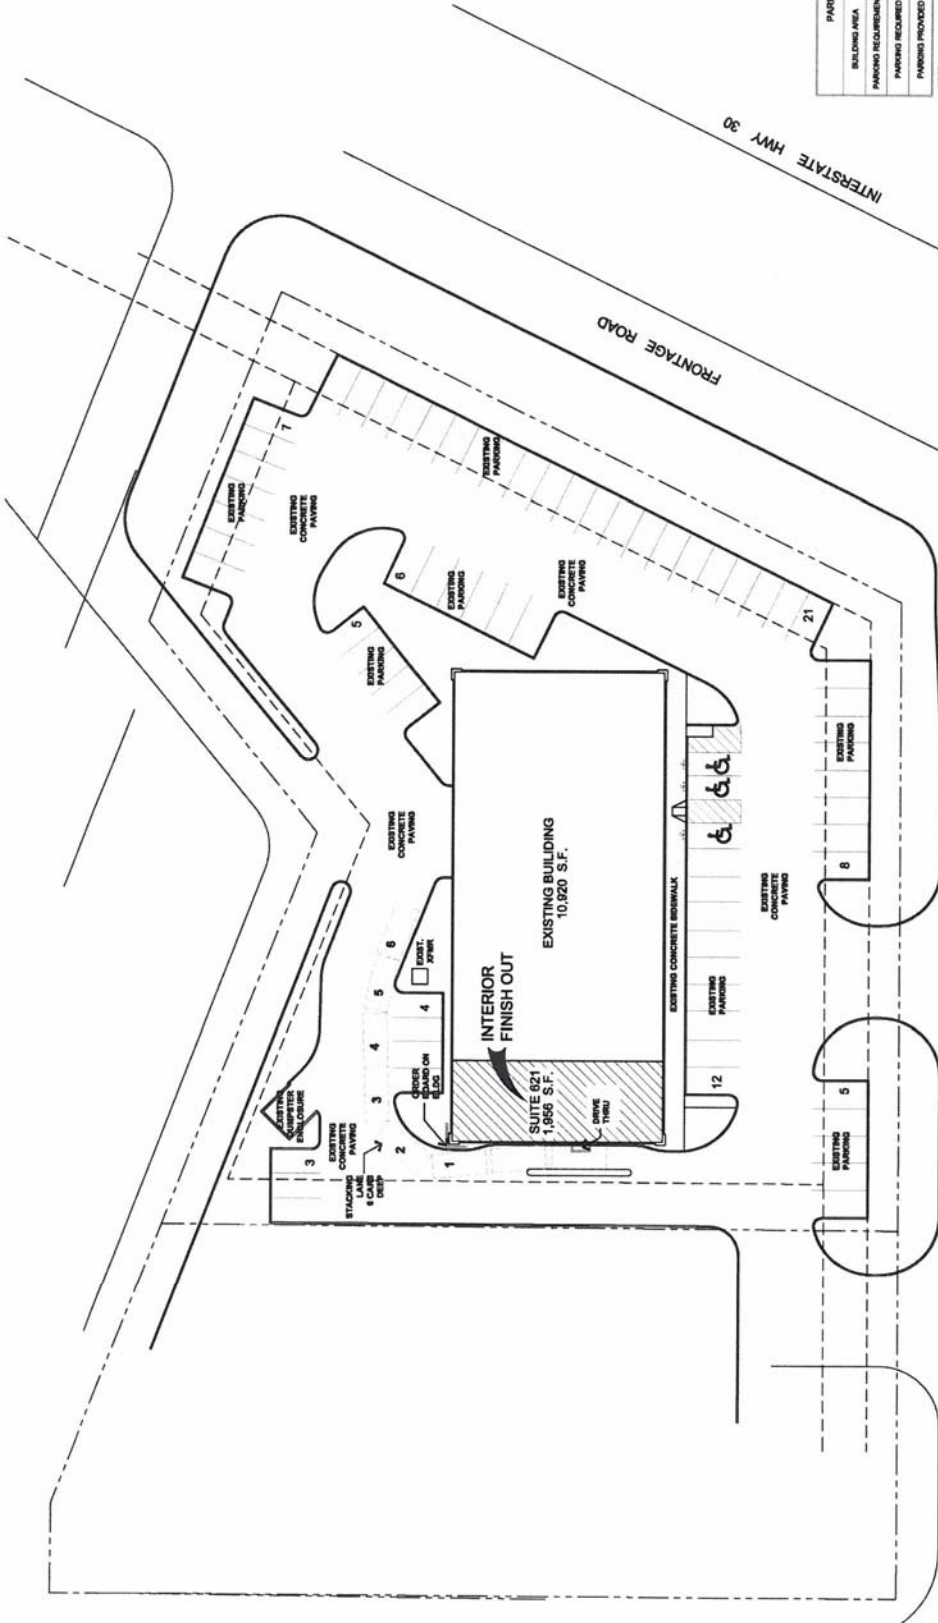 PARK
BUILDING AREA
PARKING REQUIREMEN
PARKING REQUIRED
PARKING PROVIDED
INTERSTATE HWY 30
FRONTAGE ROAD
7
EXISTING
PARKING
EXISTING
CONCRETE
PAVING
EXISTING
PARKING
6
EXISTING
PARKING
EXISTING
CONCRETE
PAVING
5
EXISTING
PARKING
21
EXISTING
CONCRETE
PAVING
EXISTING
PARKING
8
EXISTING BUILIDING
10,920 S.F.
EXISTING CONCRETE SIDEWALK
EXISTING
CONCRETE
PAVING
EXISTING
PARKING
12
INTERIOR
FINISH OUT
SUITE 621
1,956 S.F.
DRIVE
THRU
EXIST.
XFMR
4
ORDER
BOARD ON
BLDG
6
5
4
3
2
1
EXISTING
DUMPSTER
ENCLOSURE
EXISTING
CONCRETE
PAVING
3
STACKING
LANE
6 CARS
DEEP
5
EXISTING
PARKING